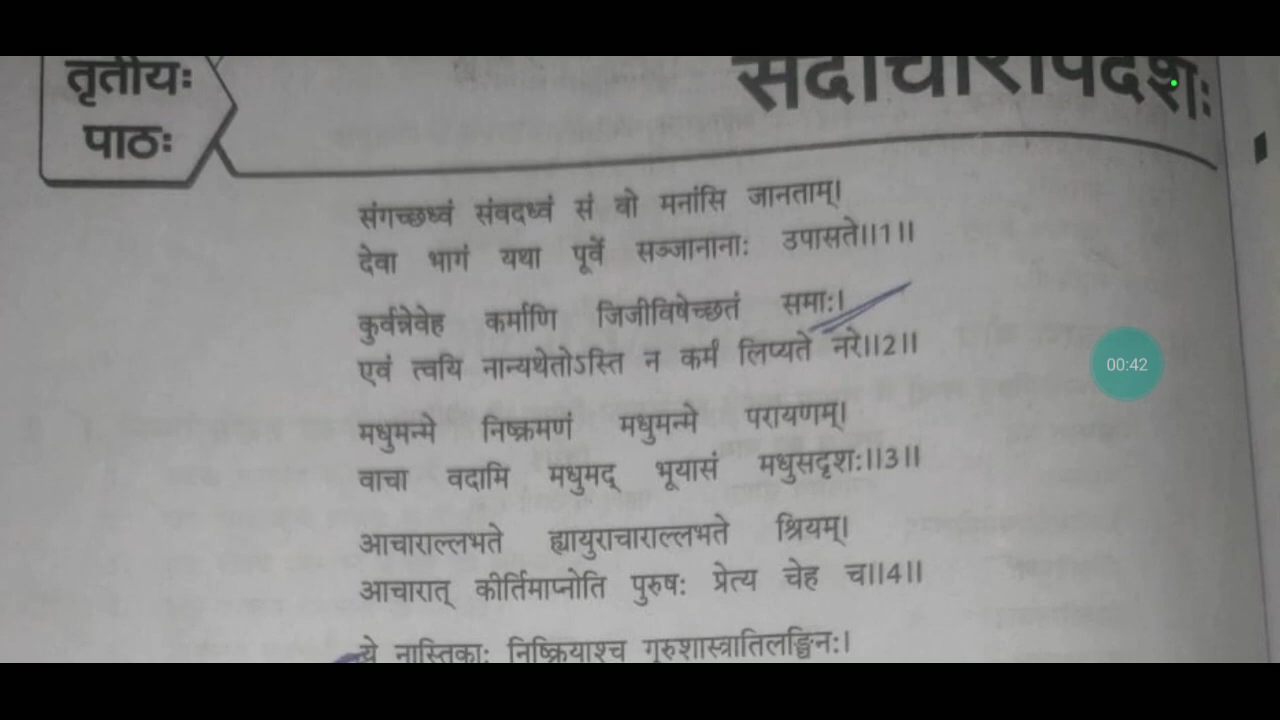 तृतीयः
पाठः
सदाचारोपदेशः
संगच्छध्वं संवदध्वं सं वो मनांसि जानताम्।
देवा भागं यथा पूर्वे सञ्जानानाः उपासते।।1।।
कुर्वन्नेवेह कर्माणि जिजीविषेच्छतं समाः।
एवं त्वयि नान्यथेतोऽस्ति न कर्म लिप्यते नरे।।2।।
मधुमन्मे निष्क्रमणं मधुमन्मे परायणम्।
वाचा वदामि मधुमद् भूयासं मधुसदृशः।।3।।
आचाराल्लभते ह्यायुराचाराल्लभते श्रियम्।
आचारात् कीर्तिमाप्नोति पुरुषः प्रेत्य चेह च।।4।।
ये नास्तिकाः निष्क्रियाश्च गुरुशास्त्रातिलङ्घिनः।
00:42